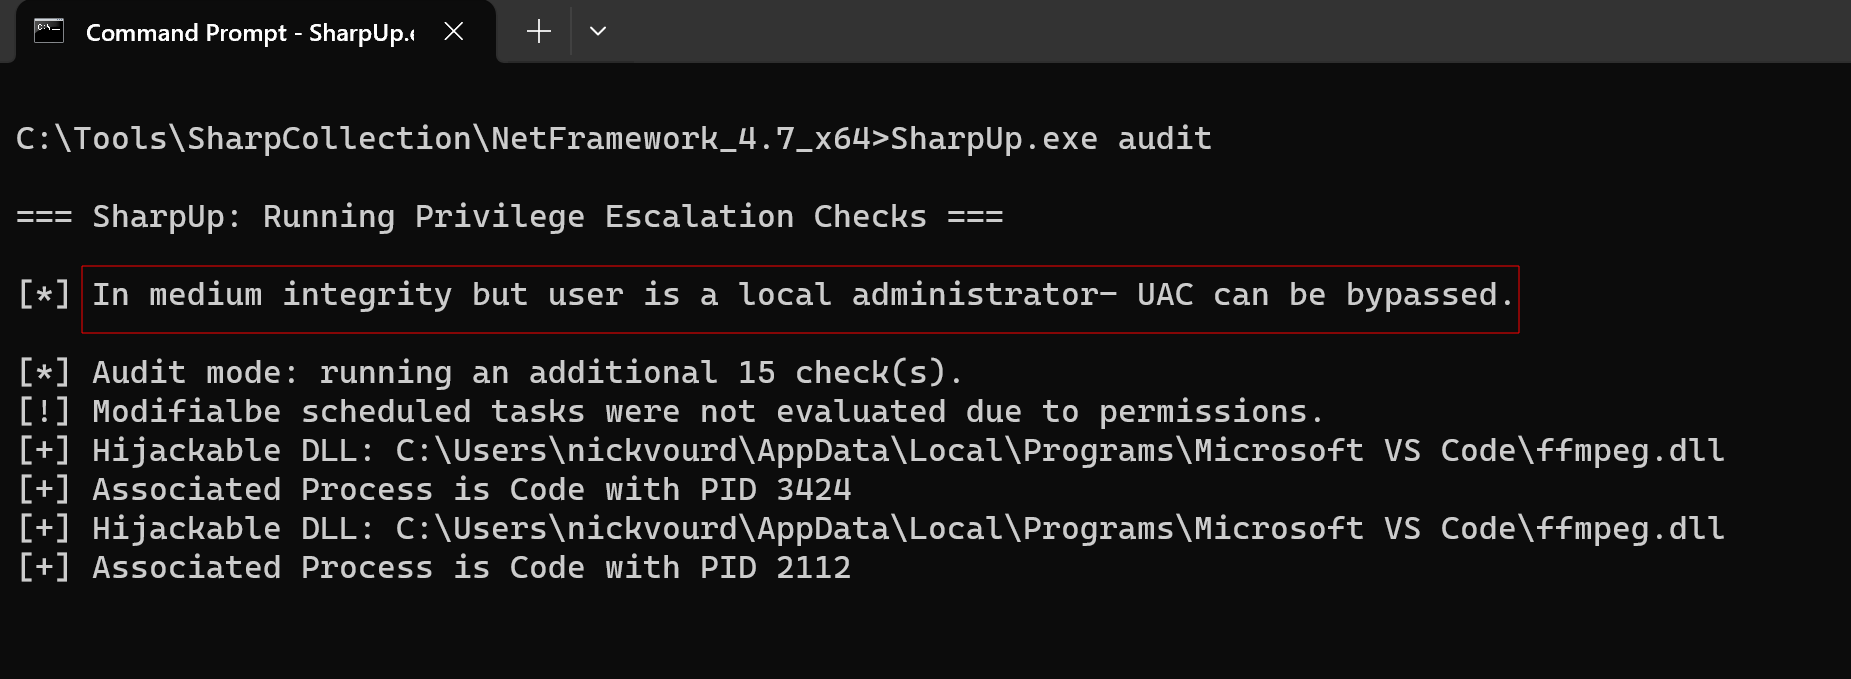 Command Prompt - SharpUp.e
C:\Tools\SharpCollection\NetFramework_4.7_x64>SharpUp.exe audit
=== SharpUp: Running Privilege Escalation Checks ===
[*] In medium integrity but user is a local administrator- UAC can be bypassed.
[*] Audit mode: running an additional 15 check(s).
[!] Modifialbe scheduled tasks were not evaluated due to permissions.
[+] Hijackable DLL: C:\Users\nickvourd\AppData\Local\Programs\Microsoft VS Code\ffmpeg.dll
[+] Associated Process is Code with PID 3424
[+] Hijackable DLL: C:\Users\nickvourd\AppData\Local\Programs\Microsoft VS Code\ffmpeg.dll
[+] Associated Process is Code with PID 2112